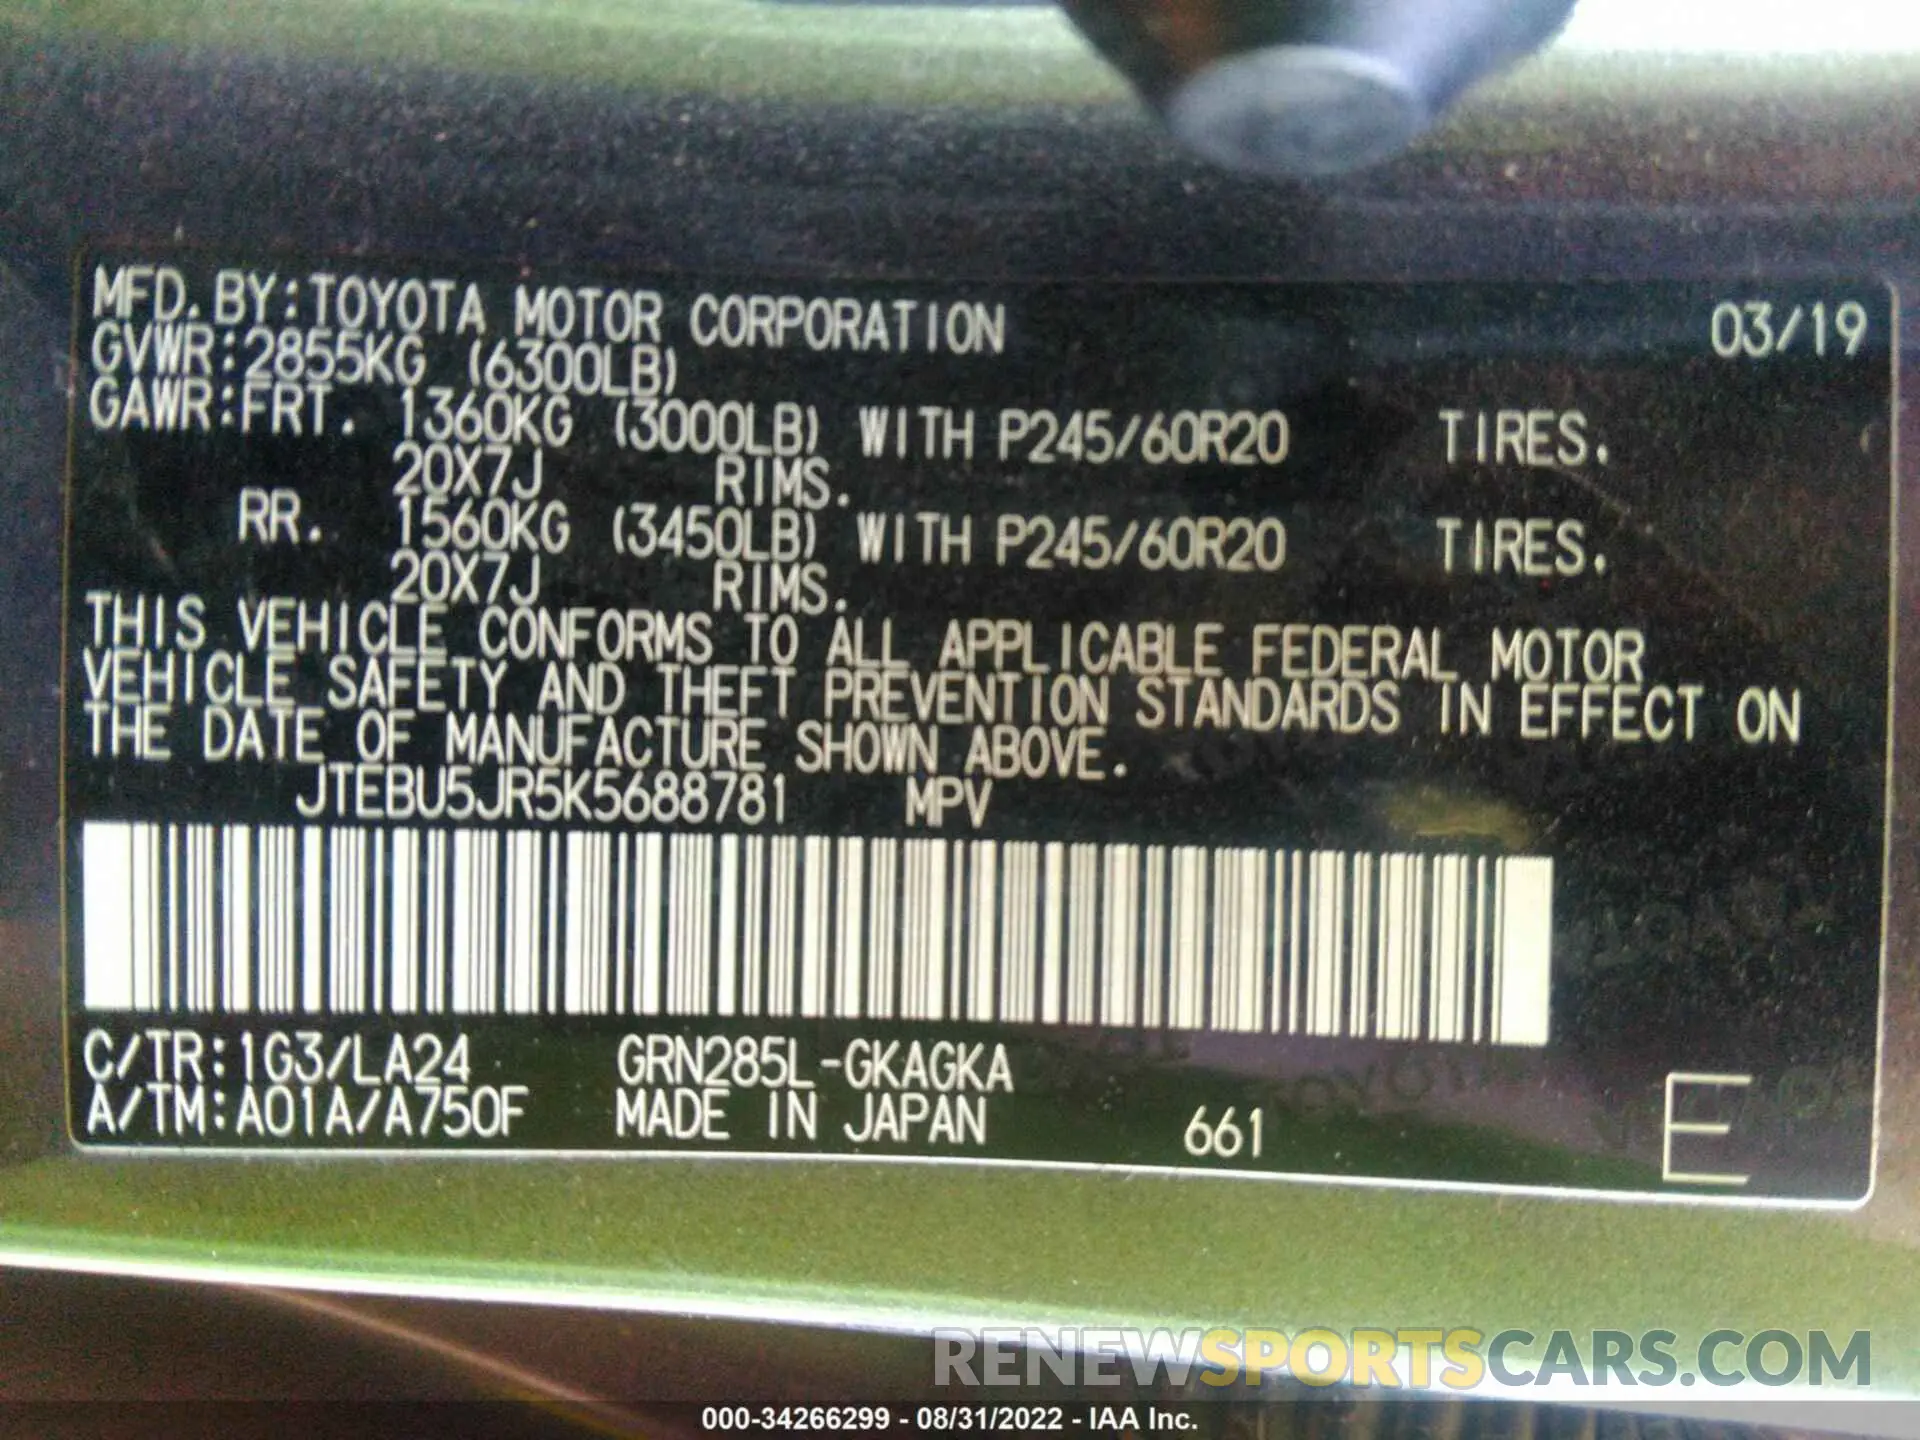 MFD. BY: TOYOTA MOTOR CORPORATION 03/19
GVWR: 2855KG (6300LB)
GAWR: FRT. 1360KG (3000LB) WITH P245/60R20 TIRES.
20X7J RIMS.
RR. 1560KG (3450LB) WITH P245/60R20 TIRES.
20X7J RIMS.
THIS VEHICLE CONFORMS TO ALL APPLICABLE FEDERAL MOTOR
VEHICLE SAFETY AND THEFT PREVENTION STANDARDS IN EFFECT ON
THE DATE OF MANUFACTURE SHOWN ABOVE.
JTEBU5JR5K5688781 MPV
C/TR: 1G3/LA24 GRN285L-GKAGKA
A/TM: A01A/A750F MADE IN JAPAN 661 E
RENEWSPORTSCARS.COM
000-34266299 - 08/31/2022 - IAA Inc.